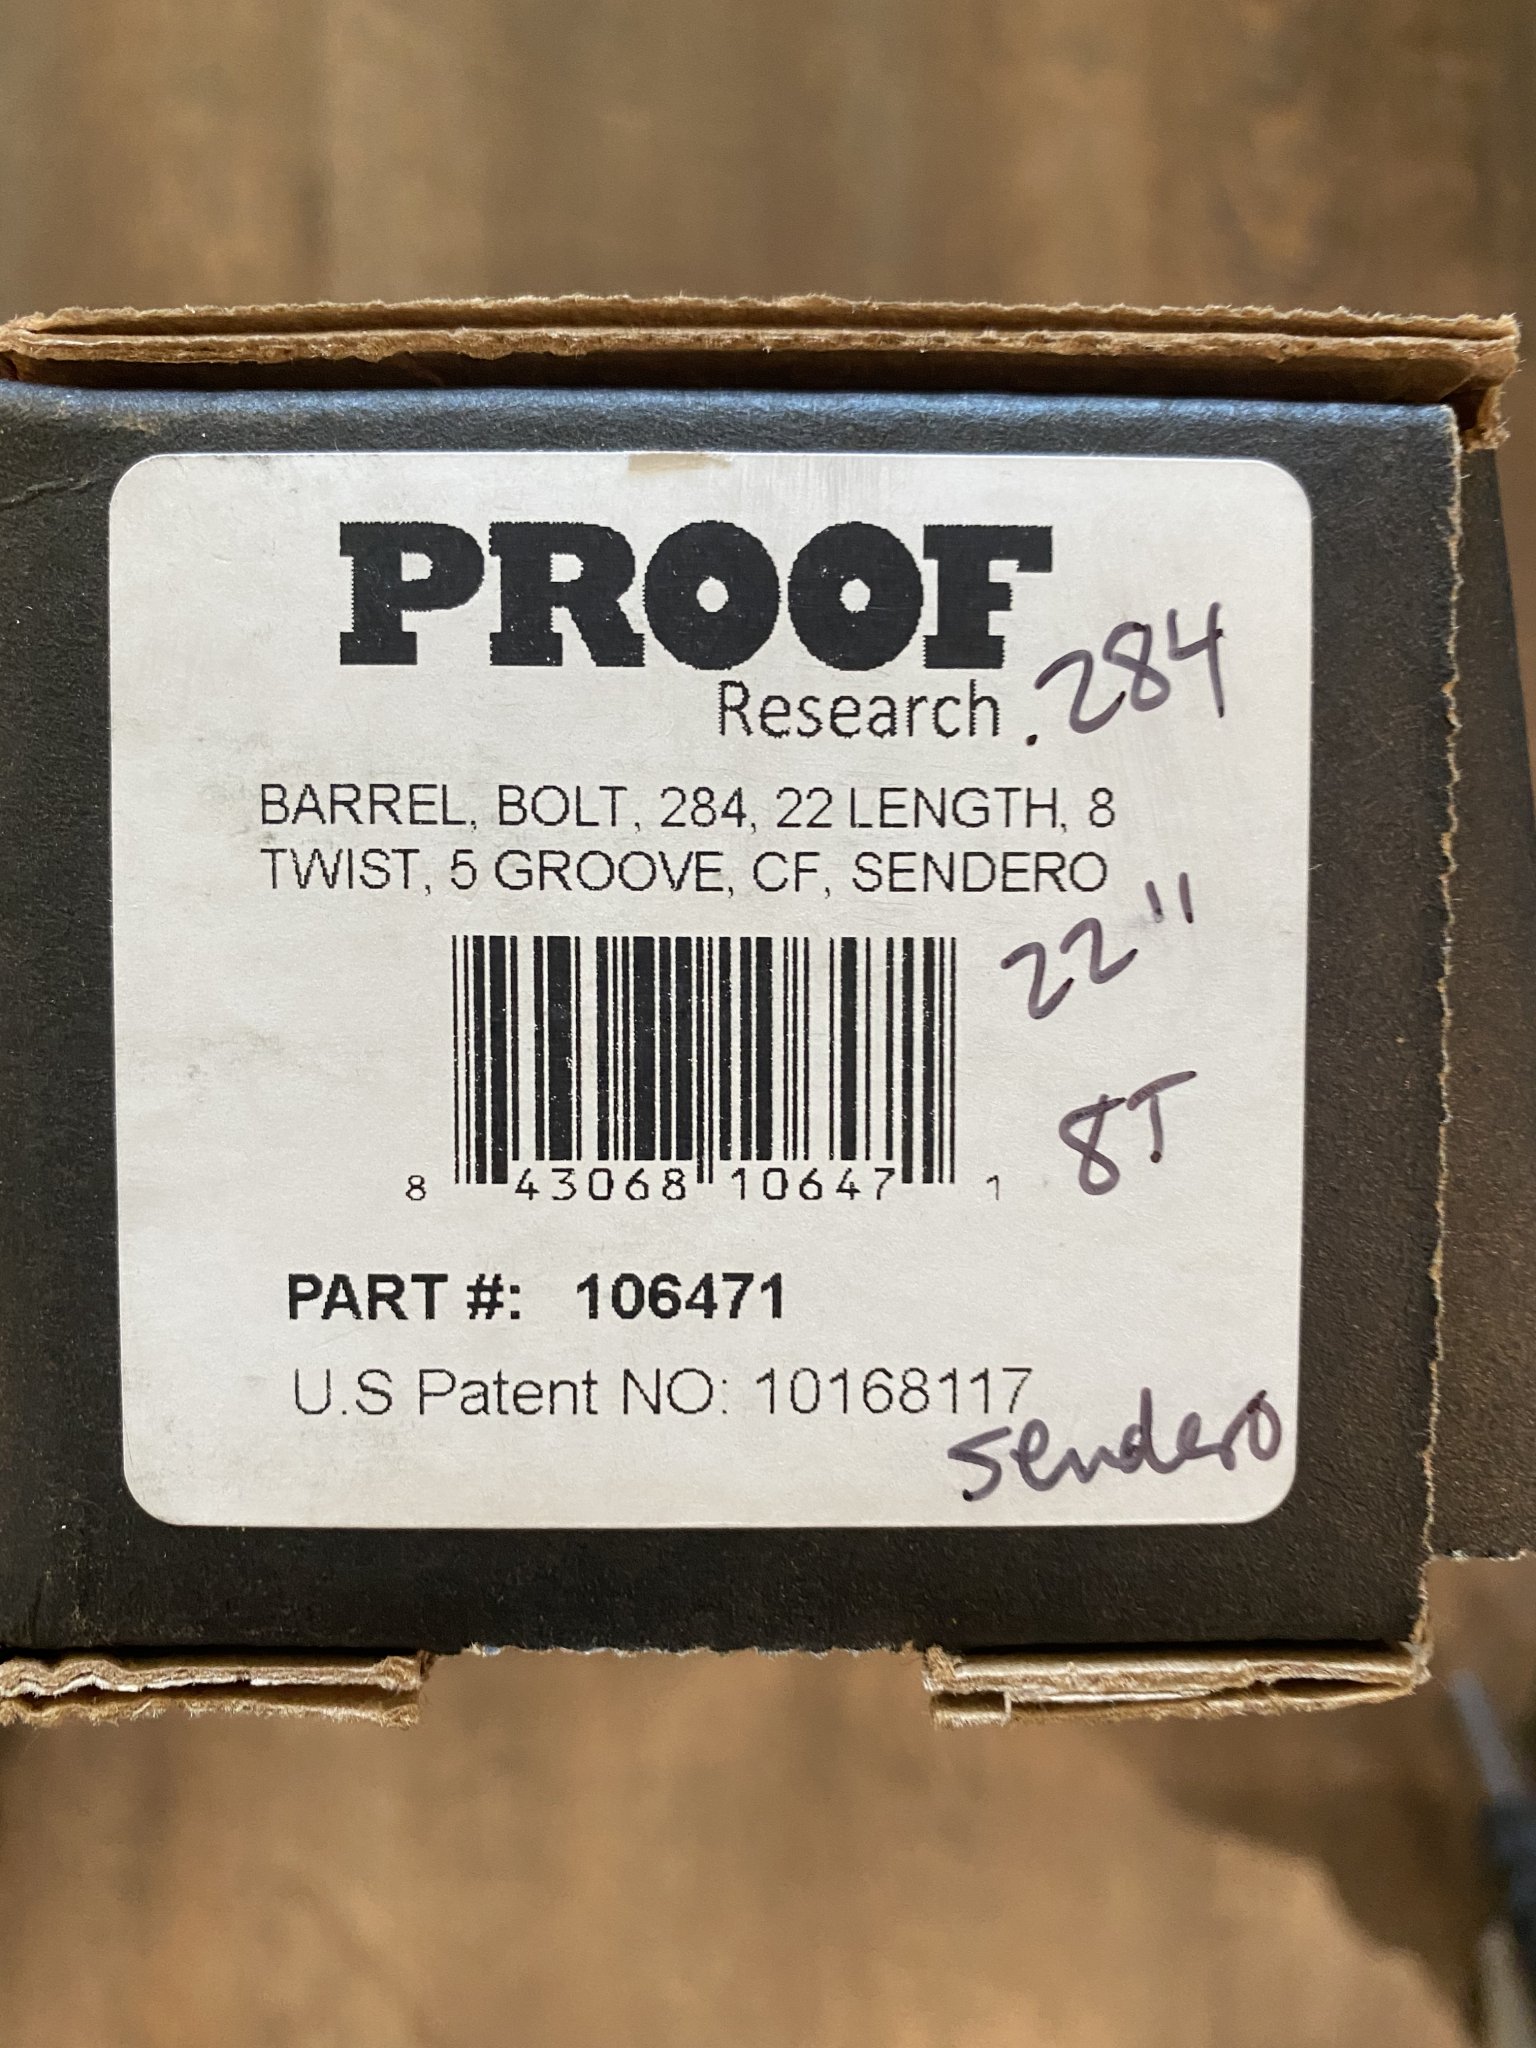 PROOF
Research
.284
BARREL, BOLT, 284, 22 LENGTH, 8
TWIST, 5 GROOVE, CF, SENDERO
22"
8T
8 43068 10647 1
PART #: 106471
U.S Patent NO: 10168117
Sendero